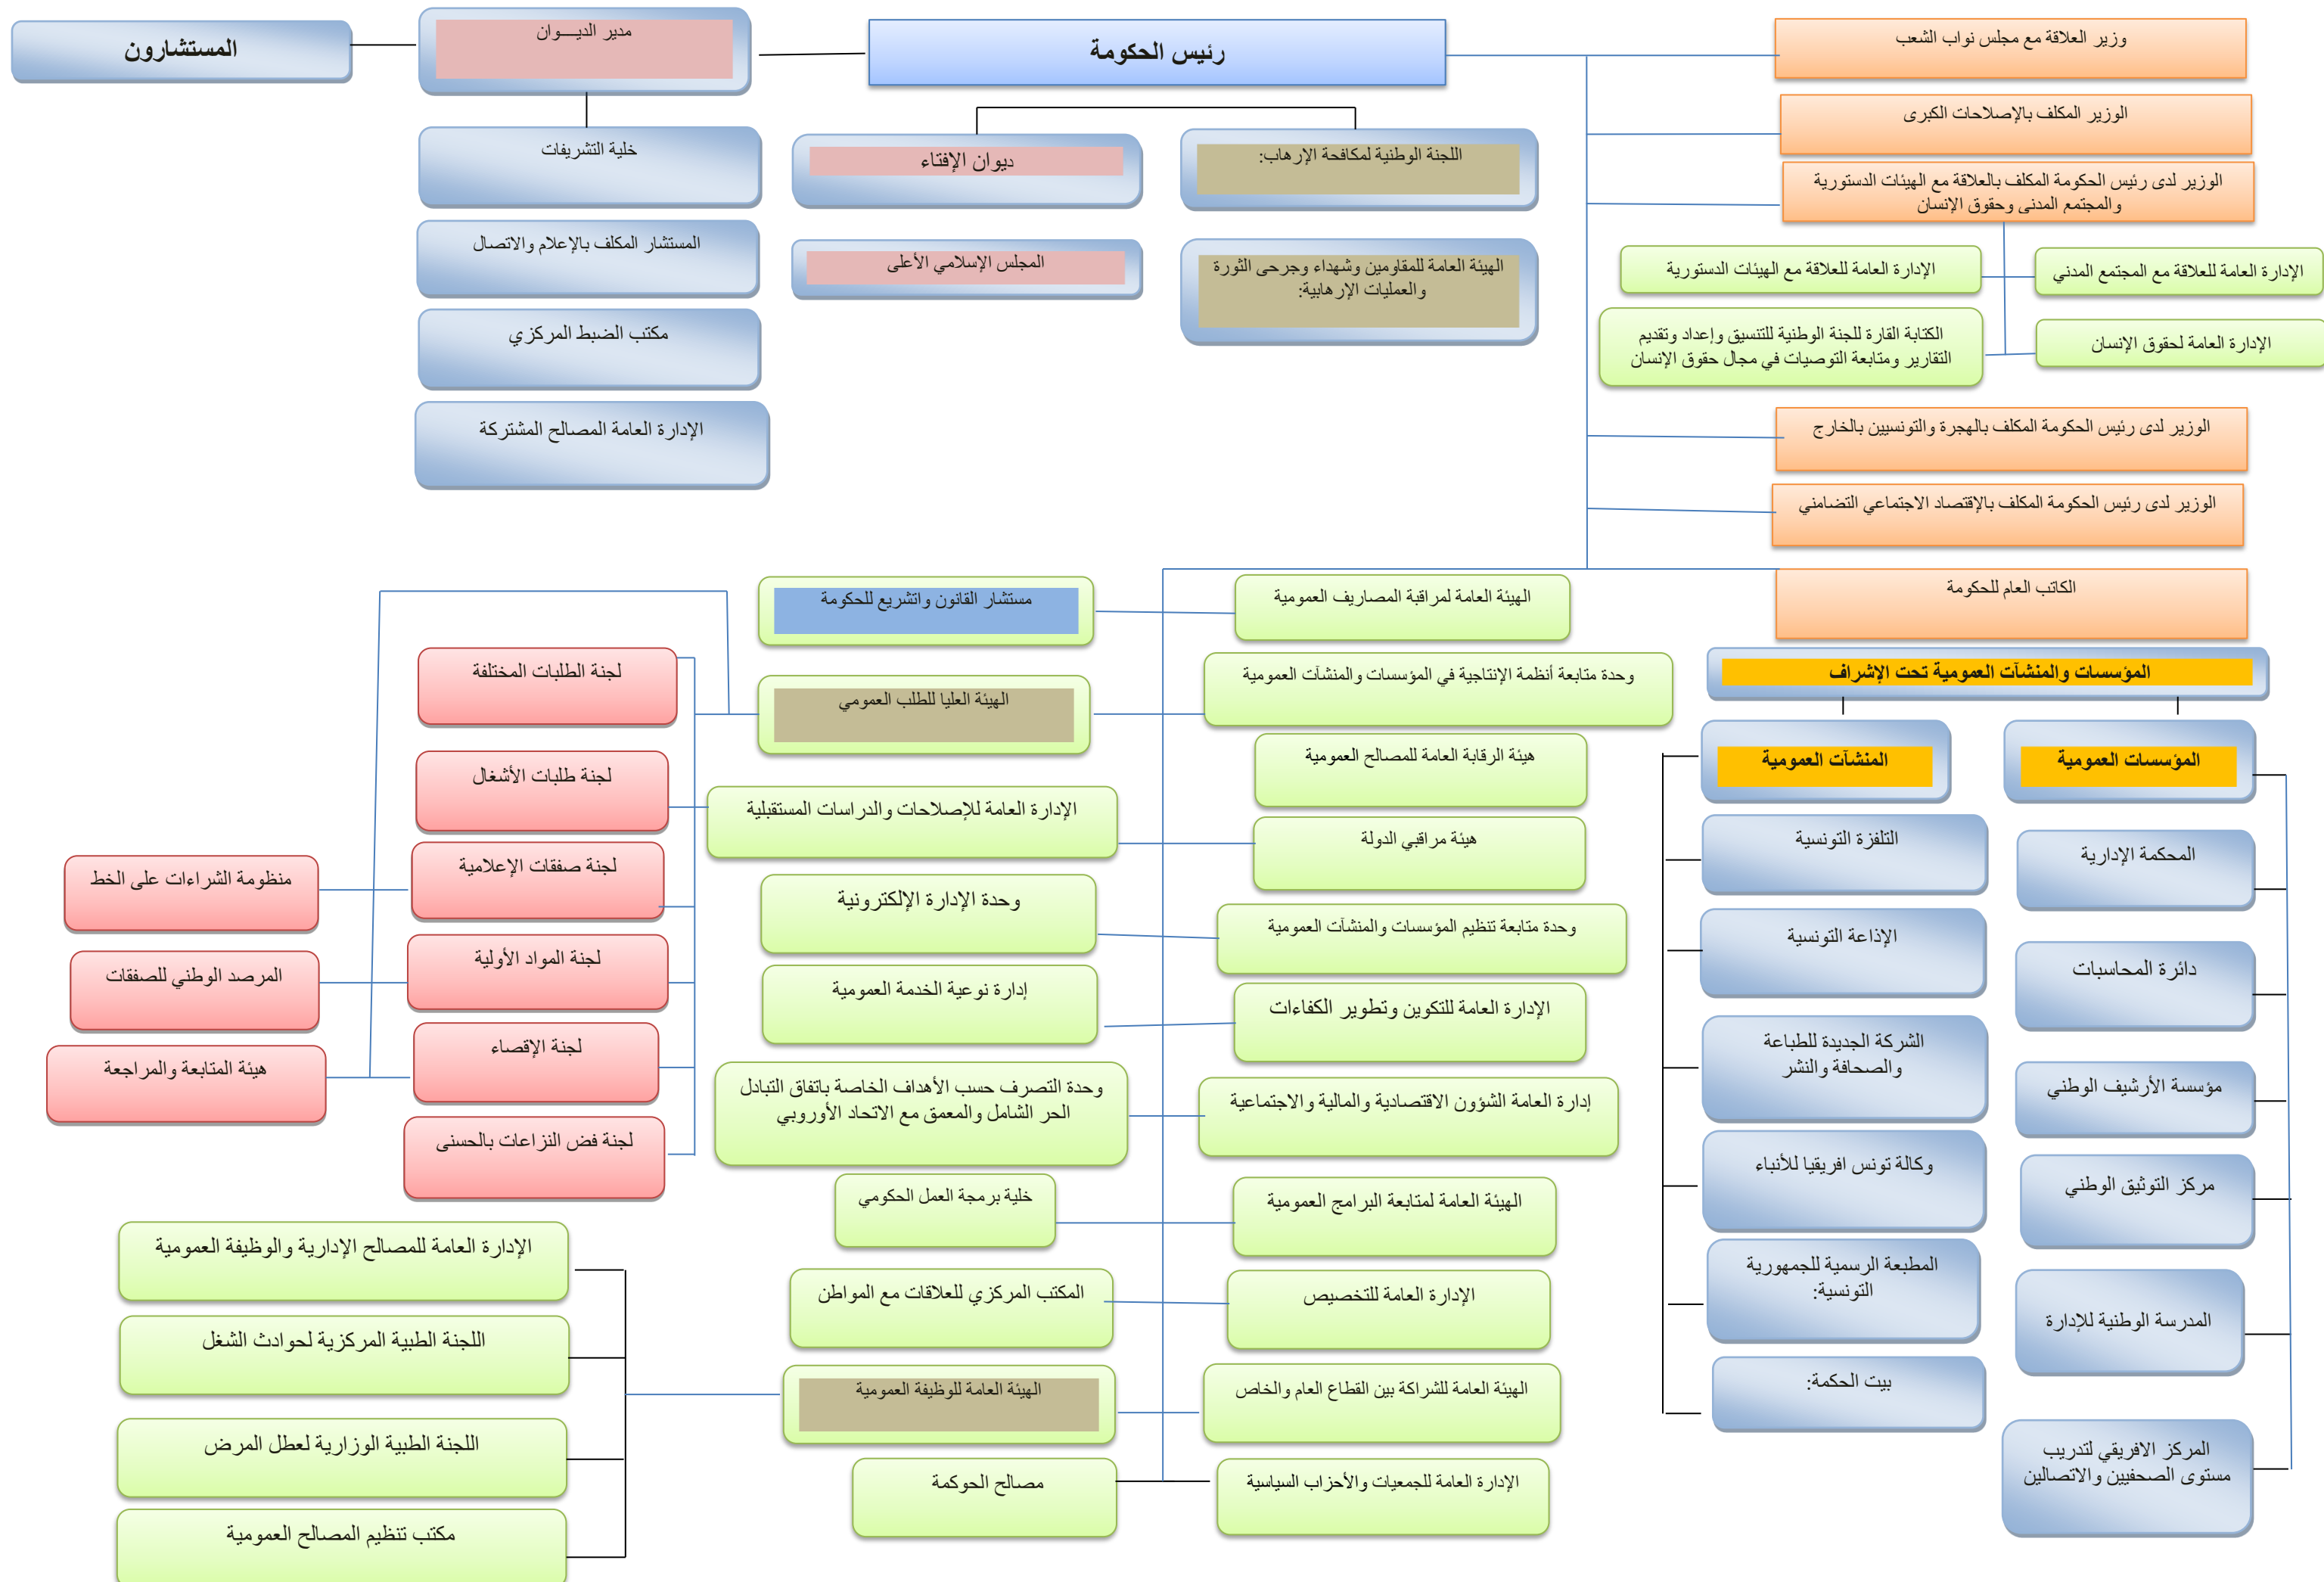 رئيس الحكومة
مدير الديـــوان
المستشارون
خلية التشريفات
المستشار المكلف بالإعلام والاتصال
مكتب الضبط المركزي
الإدارة العامة المصالح المشتركة
اللجنة الوطنية لمكافحة الإرهاب:
ديوان الإفتاء
الهيئة العامة للمقاومين وشهداء وجرحى الثورة
والعمليات الإرهابية:
المجلس الإسلامي الأعلى
وزير العلاقة مع مجلس نواب الشعب
الوزير المكلف بالإصلاحات الكبرى
الوزير لدى رئيس الحكومة المكلف بالعلاقة مع الهيئات الدستورية
والمجتمع المدني وحقوق الإنسان
الإدارة العامة للعلاقة مع المجتمع المدني
الإدارة العامة للعلاقة مع الهيئات الدستورية
الإدارة العامة لحقوق الإنسان
الكتابة القارة للجنة الوطنية للتنسيق وإعداد وتقديم
التقارير ومتابعة التوصيات في مجال حقوق الإنسان
الوزير لدى رئيس الحكومة المكلف بالهجرة والتونسيين بالخارج
الوزير لدى رئيس الحكومة المكلف بالإقتصاد الاجتماعي التضامني
الكاتب العام للحكومة
المؤسسات والمنشآت العمومية تحت الإشراف
المؤسسات العمومية
المحكمة الإدارية
دائرة المحاسبات
مؤسسة الأرشيف الوطني
مركز التوثيق الوطني
المدرسة الوطنية للإدارة
المركز الافريقي لتدريب
مستوى الصحفيين والاتصالين
المنشآت العمومية
التلفزة التونسية
الإذاعة التونسية
الشركة الجديدة للطباعة
والصحافة والنشر
وكالة تونس افريقيا للأنباء
المطبعة الرسمية للجمهورية
التونسية:
بيت الحكمة:
الهيئة العامة لمراقبة المصاريف العمومية
وحدة متابعة أنظمة الإنتاجية في المؤسسات والمنشآت العمومية
هيئة الرقابة العامة للمصالح العمومية
هيئة مراقبي الدولة
وحدة متابعة تنظيم المؤسسات والمنشآت العمومية
الإدارة العامة للتكوين وتطوير الكفاءات
إدارة العامة الشؤون الاقتصادية والمالية والاجتماعية
الهيئة العامة لمتابعة البرامج العمومية
الإدارة العامة للتخصيص
الهيئة العامة للشراكة بين القطاع العام والخاص
الإدارة العامة للجمعيات والأحزاب السياسية
مستشار القانون واتشريع للحكومة
الهيئة العليا للطلب العمومي
الإدارة العامة للإصلاحات والدراسات المستقبلية
وحدة الإدارة الإلكترونية
إدارة نوعية الخدمة العمومية
وحدة التصرف حسب الأهداف الخاصة باتفاق التبادل
الحر الشامل والمعمق مع الاتحاد الأوروبي
خلية برمجة العمل الحكومي
المكتب المركزي للعلاقات مع المواطن
الهيئة العامة للوظيفة العمومية
مصالح الحوكمة
لجنة الطلبات المختلفة
لجنة طلبات الأشغال
لجنة صفقات الإعلامية
لجنة المواد الأولية
لجنة الإقصاء
لجنة فض النزاعات بالحسنى
منظومة الشراءات على الخط
المرصد الوطني للصفقات
هيئة المتابعة والمراجعة
الإدارة العامة للمصالح الإدارية والوظيفة العمومية
اللجنة الطبية المركزية لحوادث الشغل
اللجنة الطبية الوزارية لعطل المرض
مكتب تنظيم المصالح العمومية